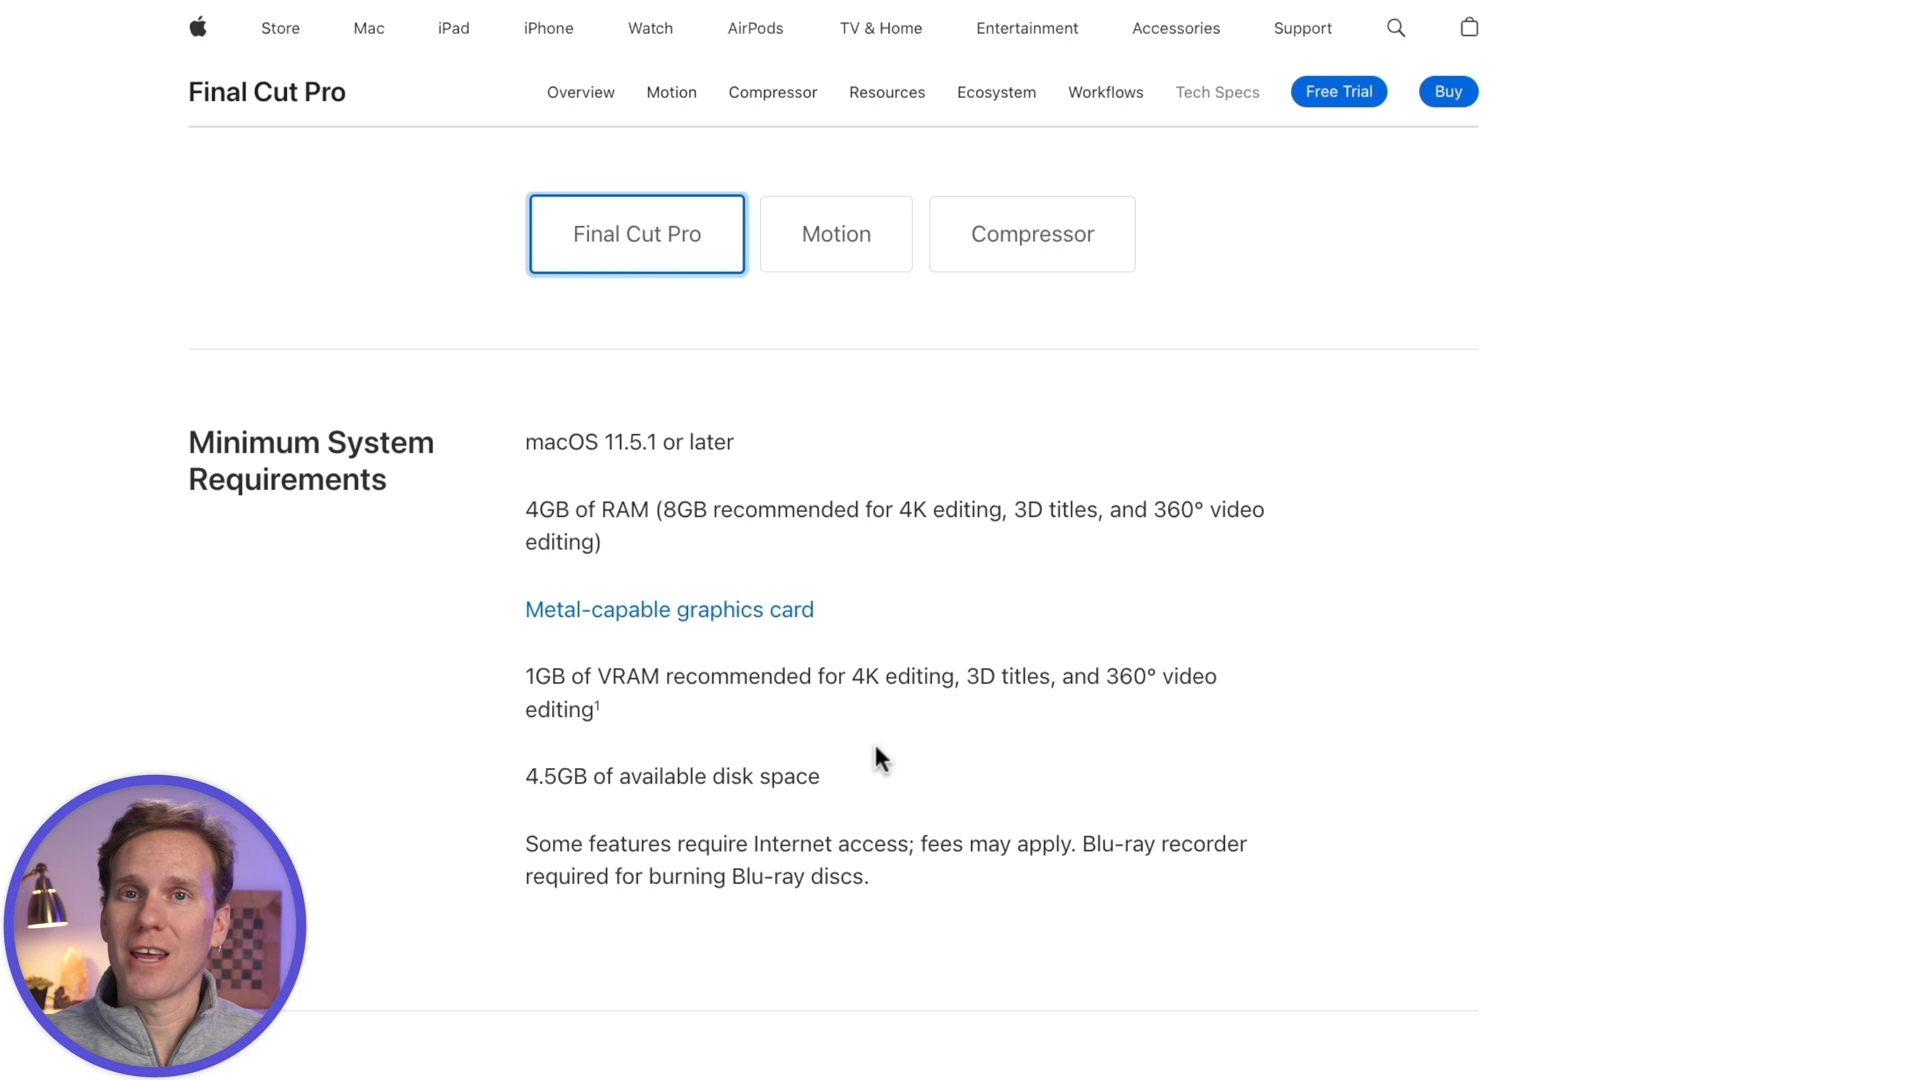 Store Mac iPad iPhone Watch AirPods TV & Home Entertainment Accessories Support
Final Cut Pro
Overview Motion Compressor Resources Ecosystem Workflows Tech Specs Free Trial Buy
Final Cut Pro Motion Compressor
Minimum System
Requirements
macOS 11.5.1 or later
4GB of RAM (8GB recommended for 4K editing, 3D titles, and 360° video
editing)
Metal-capable graphics card
1GB of VRAM recommended for 4K editing, 3D titles, and 360° video
editing¹
4.5GB of available disk space
Some features require Internet access; fees may apply. Blu-ray recorder
required for burning Blu-ray discs.